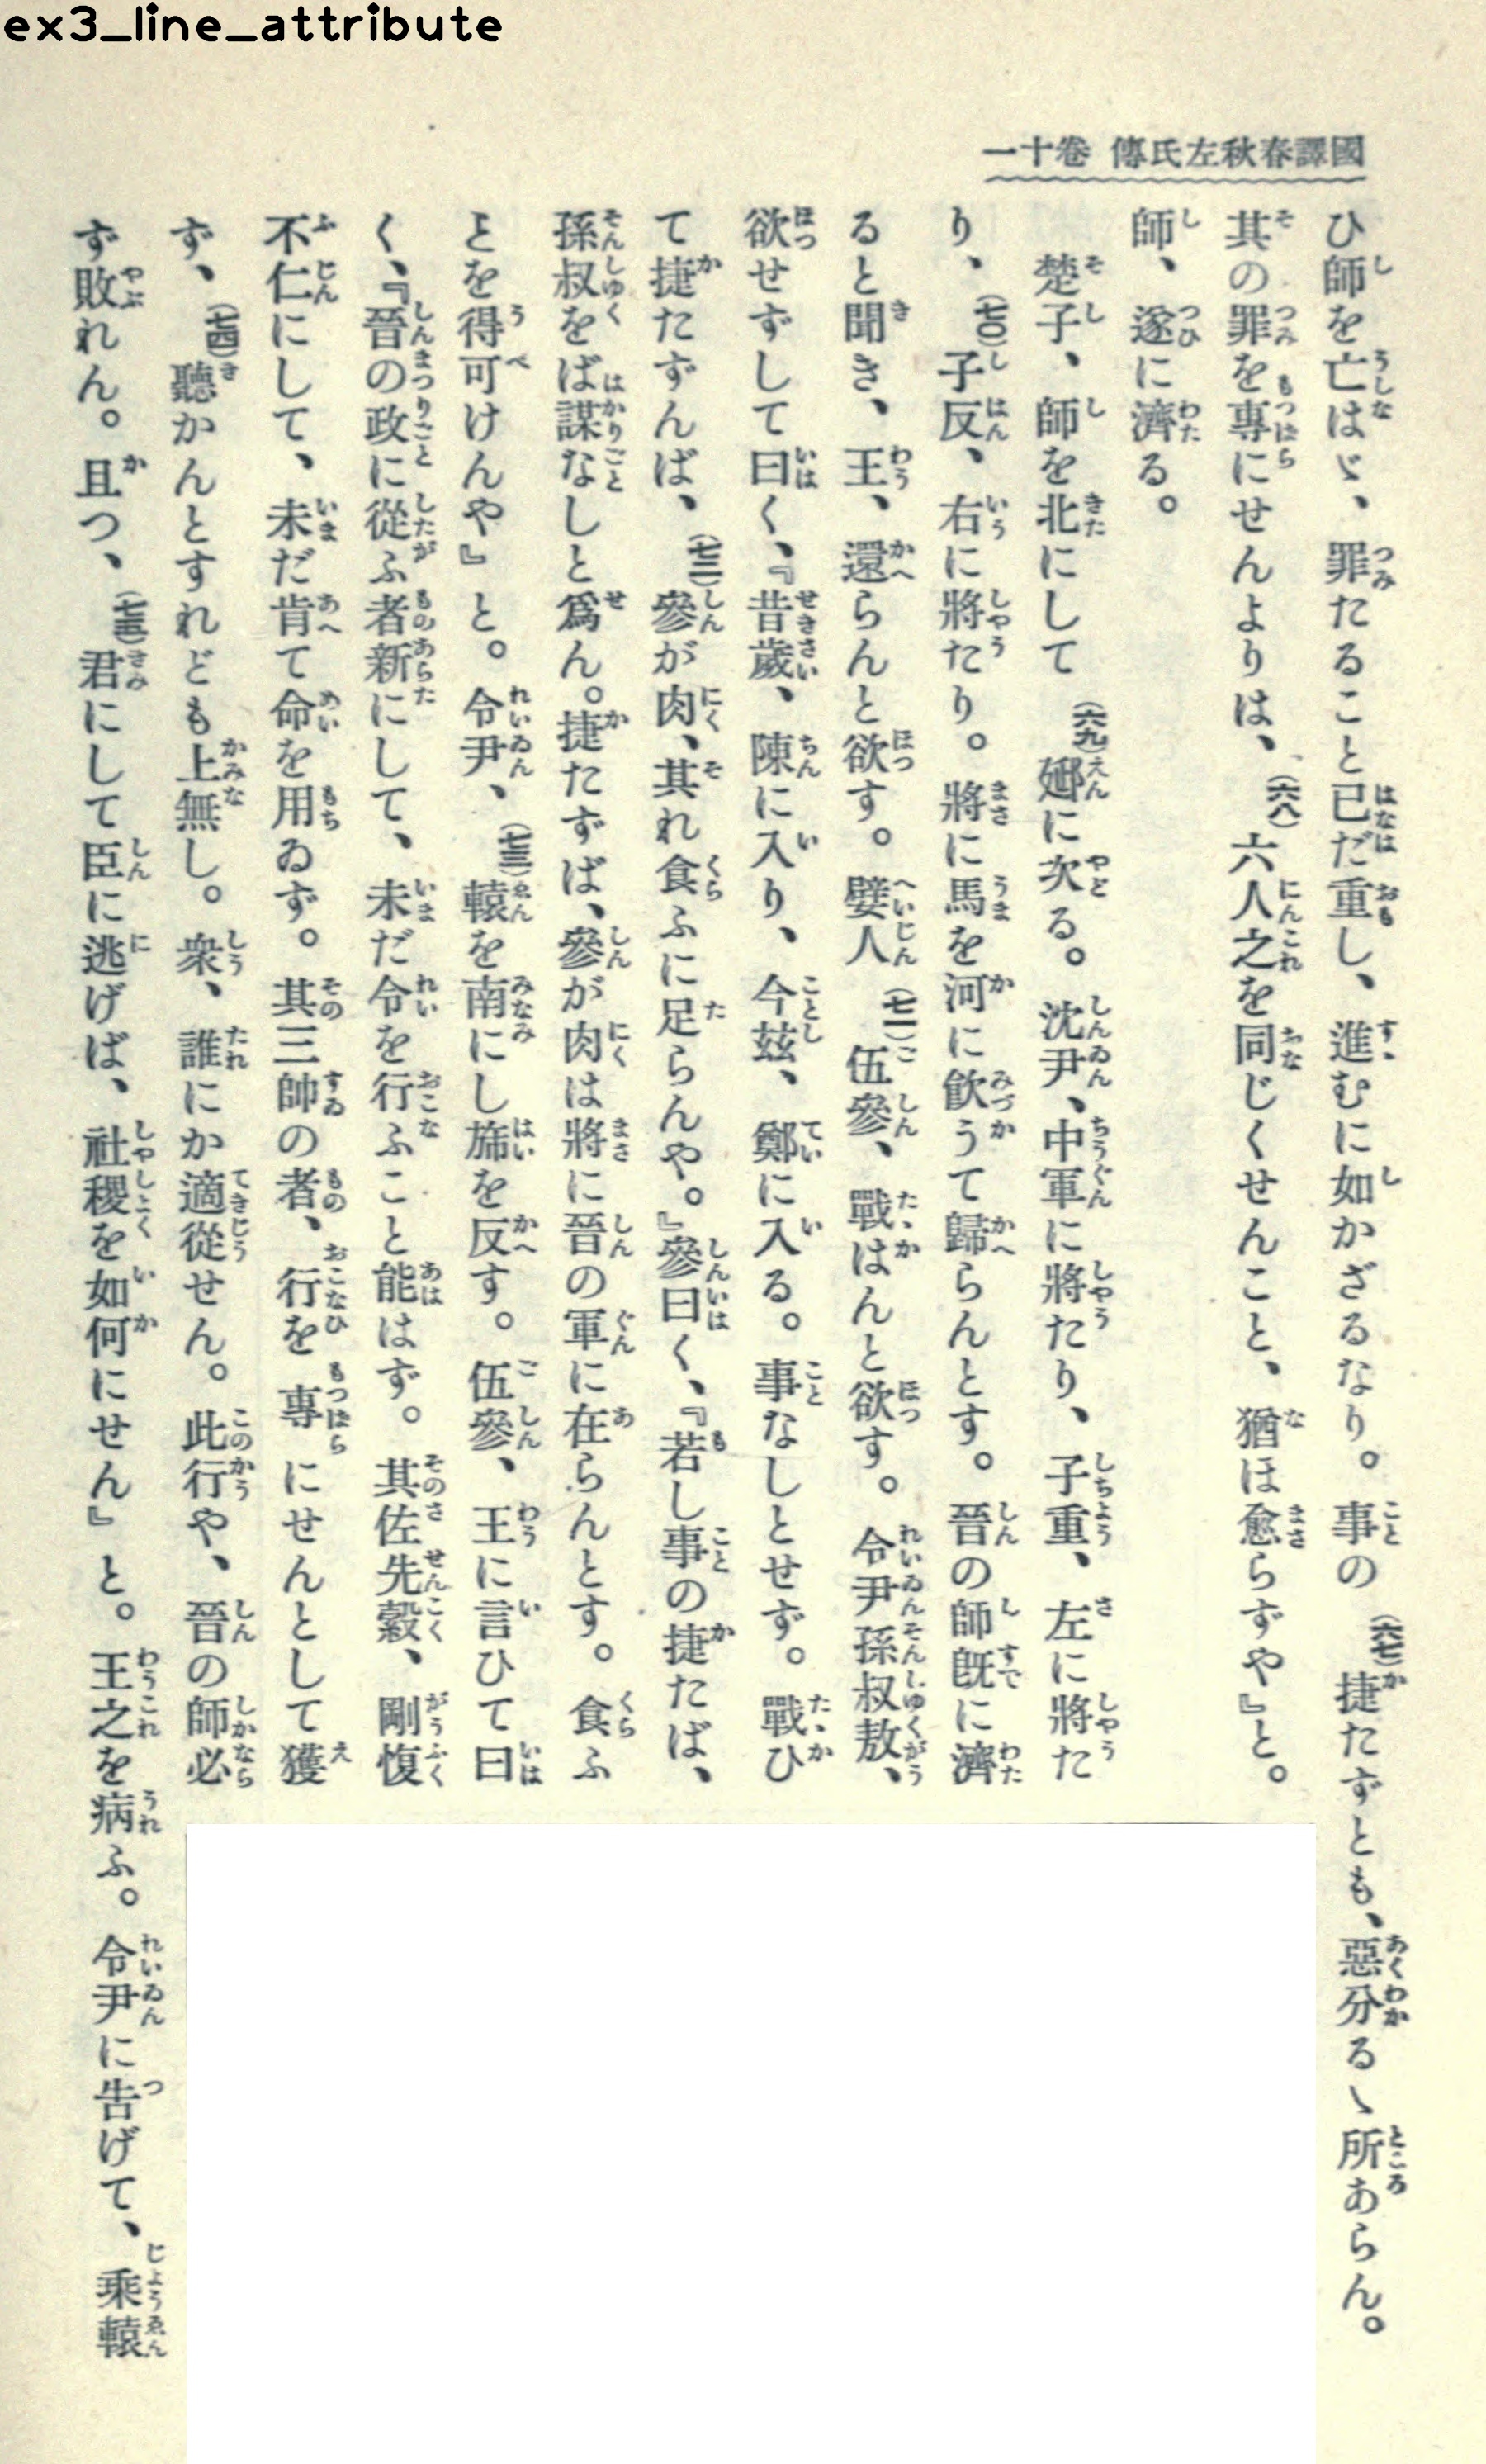 ex3_line_attribute
國譯春秋左氏傳 卷十一
ひ師を亡はゞ、罪たること已だ重し、進むに如かざるなり。事の(六七)捷たずとも、惡分るゝ所あらん。
其の罪を專にせんよりは、(六八)六人之を同じくせんこと、猶ほ愈らずや』と。
師、遂に濟る。
楚子、師を北にして(六九)郔に次る。沈尹、中軍に將たり、子重、左に將た
り、(七〇)子反、右に將たり。將に馬を河に飮うて歸らんとす。晉の師既に濟
ると聞き、王、還らんと欲す。嬖人(七一)伍參、戰はんと欲す。令尹孫叔敖、
欲せずして曰く、『昔歲、陳に入り、今玆、鄭に入る。事なしとせず。戰ひ
て捷たずんば、(七二)參が肉、其れ食ふに足らんや。』參曰く、『若し事の捷たば、
孫叔をば謀なしと爲ん。捷たずば、參が肉は將に晉の軍に在らんとす。食ふ
とを得可けんや』と。令尹、(七三)轅を南にし旆を反す。伍參、王に言ひて曰
く、『晉の政に從ふ者新にして、未だ令を行ふこと能はず。其佐先縠、剛愎
不仁にして、未だ肯て命を用ゐず。其三帥の者、行を專にせんとして獲
ず、(七四)聽かんとすれども上無し。衆、誰にか適從せん。此行や、晉の師必
ず敗れん。且つ、(七五)君にして臣に逃げば、社稷を如何にせん』と。王之を病ふ。令尹に告げて、乘轅